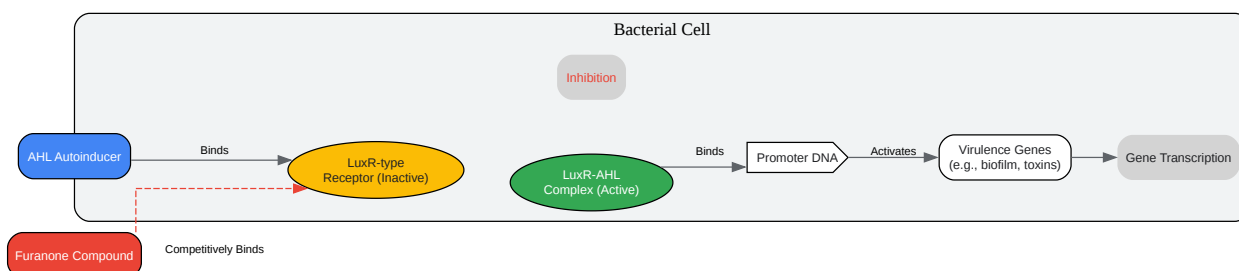 Bacterial Cell
Inhibition
AHL Autoinducer
Binds
LuxR-type
Receptor (Inactive)
LuxR-AHL
Complex (Active)
Binds
Promoter DNA
Activates
Virulence Genes
(e.g., biofilm, toxins)
Gene Transcription
Furanone Compound
Competitively Binds